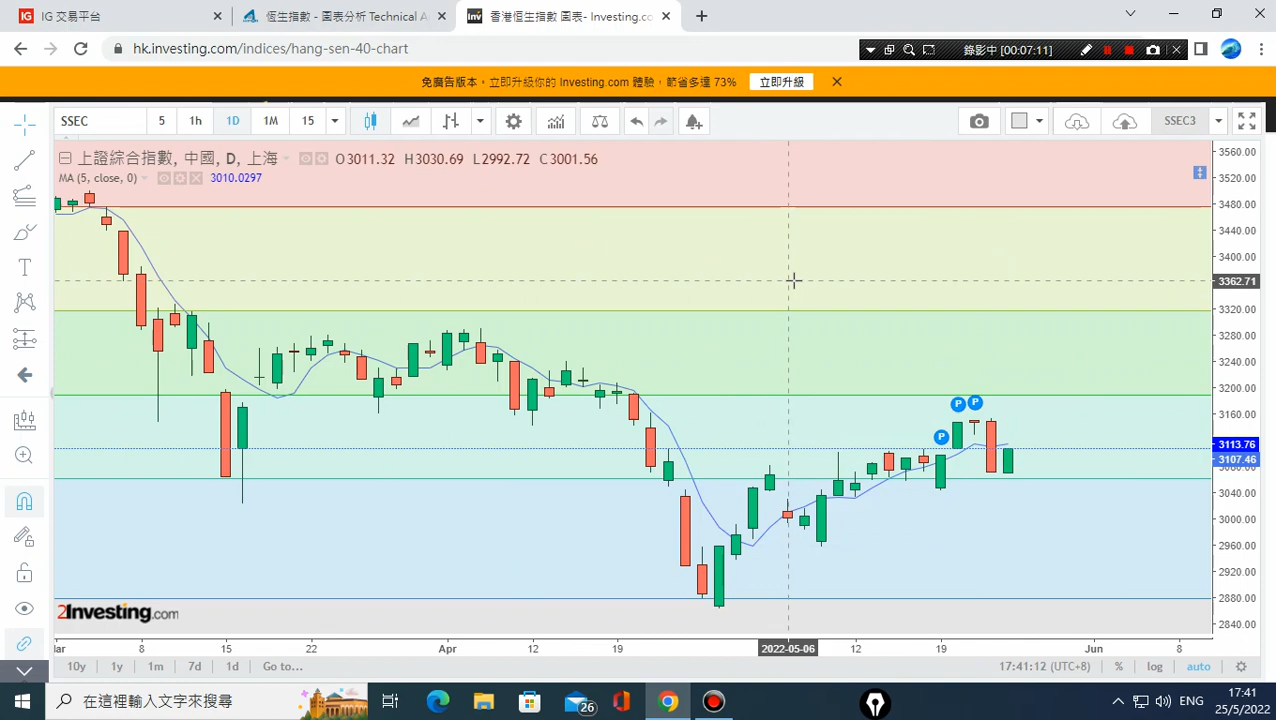 IG 交易平台
恆生指數 - 圖表分析 Technical A
香港恒生指數 圖表- Investing.co
hk.investing.com/indices/hang-sen-40-chart
錄影中 [00:07:11]
免廣告版本。立即升級你的 Investing.com 體驗，節省多達 73%
立即升級
SSEC
5
1h
1D
1M
15
SSEC3
上證綜合指數, 中國, D, 上海
O3011.32 H3030.69 L2992.72 C3001.56
MA (5, close, 0)
3010.0297
3560.00
3520.00
3480.00
3440.00
3400.00
3362.71
3320.00
3280.00
3240.00
3200.00
3160.00
P
P
P
3113.76
3107.46
3080.00
3040.00
3000.00
2960.00
2920.00
2880.00
2840.00
2Investing.com
ar
8
15
22
Apr
12
19
2022-05-06
12
19
Jun
8
10y
1y
1m
7d
1d
Go to...
17:41:12 (UTC+8)
%
log
auto
在這裡輸入文字來搜尋
26
ENG
17:41
25/5/2022